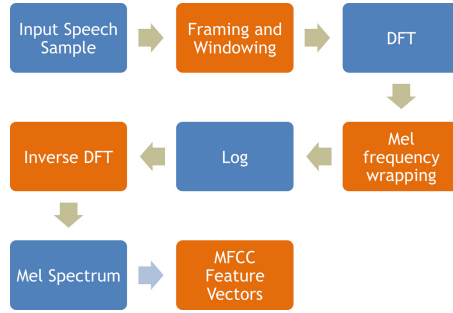 Input Speech
Sample
Framing and
Windowing
DFT
Mel
frequency
wrapping
Log
Inverse DFT
Mel Spectrum
MFCC
Feature
Vectors